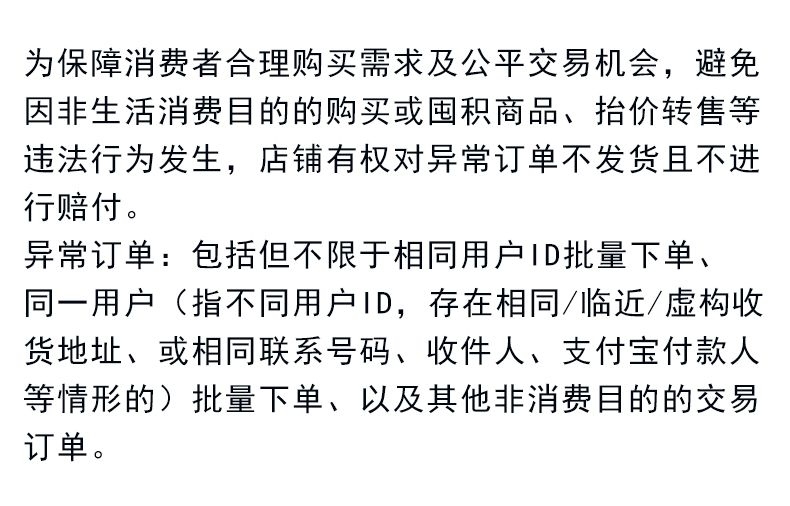 为保障消费者合理购买需求及公平交易机会，避免
因非生活消费目的的购买或囤积商品、抬价转售等
违法行为发生，店铺有权对异常订单不发货且不进
行赔付。
异常订单：包括但不限于相同用户ID批量下单、
同一用户（指不同用户ID，存在相同/临近/虚构收
货地址、或相同联系号码、收件人、支付宝付款人
等情形的）批量下单、以及其他非消费目的的交易
订单。